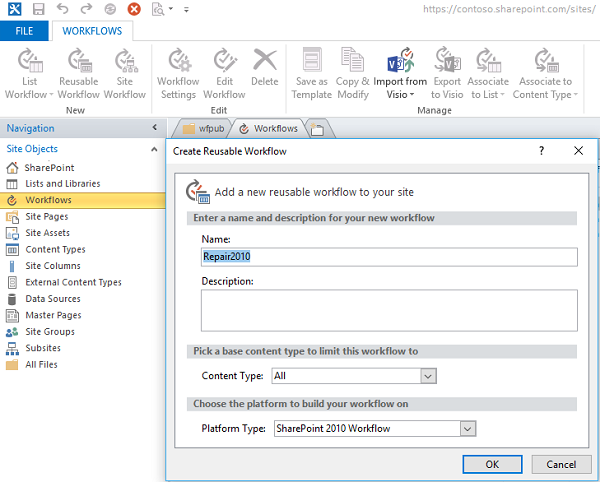 https://contoso.sharepoint.com/sites/
FILE WORKFLOWS
List Workflow Reusable Workflow Site Workflow Workflow Settings Edit Workflow Delete Save as Template Copy & Modify Import from Visio Export to Visio Associate to List Associate to Content Type
New Edit Manage
Navigation wfpub Workflows
Site Objects
SharePoint
Lists and Libraries
Workflows
Site Pages
Site Assets
Content Types
Site Columns
External Content Types
Data Sources
Master Pages
Site Groups
Subsites
All Files
Create Reusable Workflow ?
Add a new reusable workflow to your site
Enter a name and description for your new workflow
Name:
Repair2010
Description:
Pick a base content type to limit this workflow to
Content Type: All
Choose the platform to build your workflow on
Platform Type: SharePoint 2010 Workflow
OK Cancel